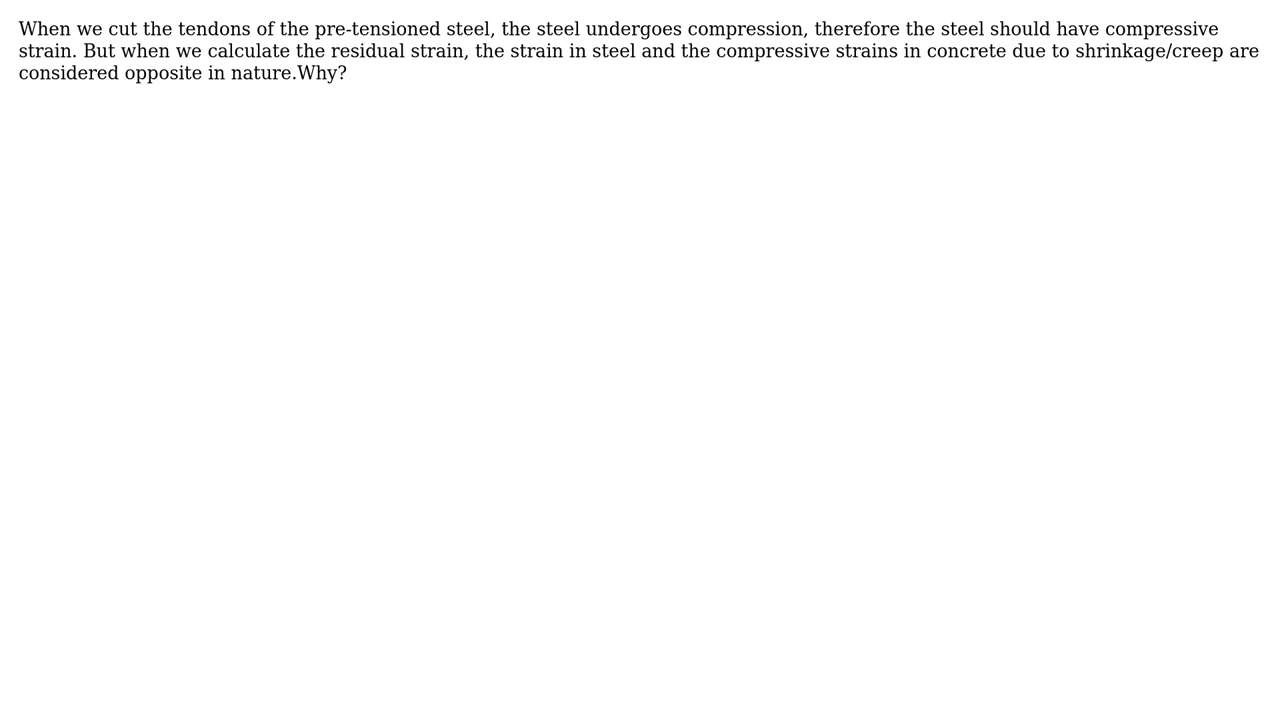 When we cut the tendons of the pre-tensioned steel, the steel undergoes compression, therefore the steel should have compressive
strain. But when we calculate the residual strain, the strain in steel and the compressive strains in concrete due to shrinkage/creep are
considered opposite in nature.Why?